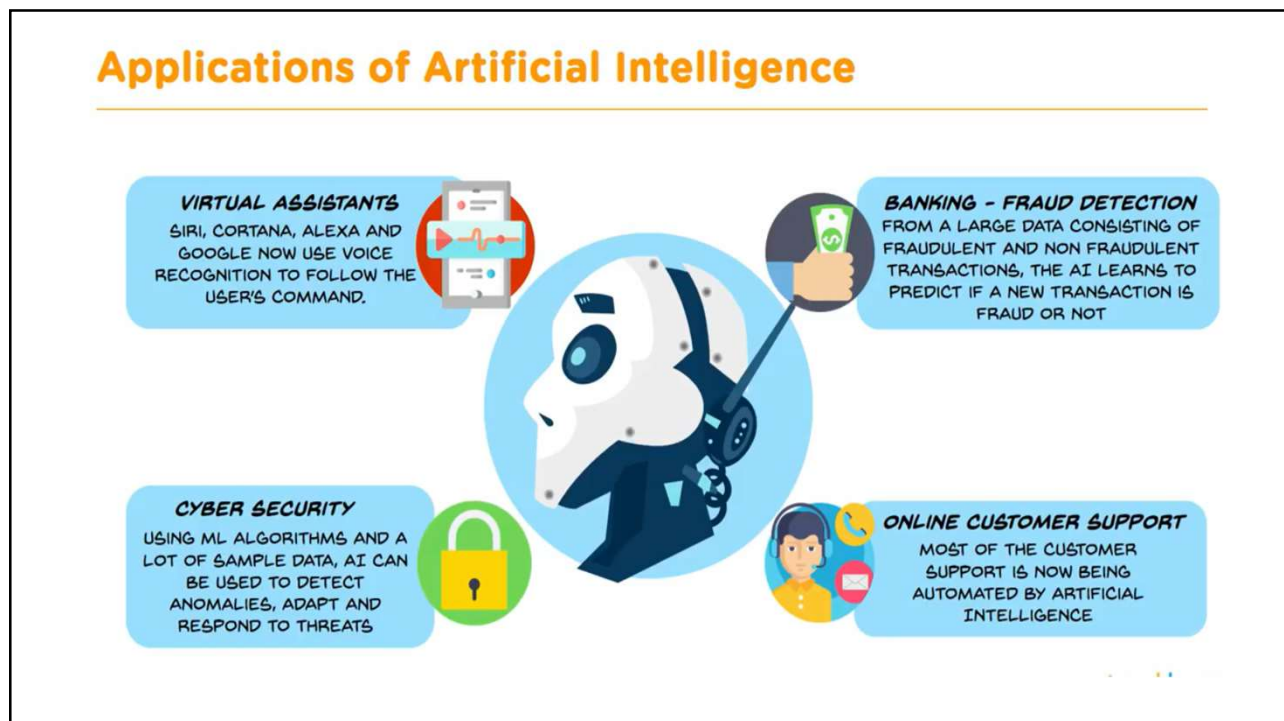 Applications of Artificial Intelligence
VIRTUAL ASSISTANTS
SIRI, CORTANA, ALEXA AND
GOOGLE NOW USE VOICE
RECOGNITION TO FOLLOW THE
USER'S COMMAND.
BANKING - FRAUD DETECTION
FROM A LARGE DATA CONSISTING OF
FRAUDULENT AND NON FRAUDULENT
TRANSACTIONS, THE AI LEARNS TO
PREDICT IF A NEW TRANSACTION IS
FRAUD OR NOT
CYBER SECURITY
USING ML ALGORITHMS AND A
LOT OF SAMPLE DATA, AI CAN
BE USED TO DETECT
ANOMALIES, ADAPT AND
RESPOND TO THREATS
ONLINE CUSTOMER SUPPORT
MOST OF THE CUSTOMER
SUPPORT IS NOW BEING
AUTOMATED BY ARTIFICIAL
INTELLIGENCE